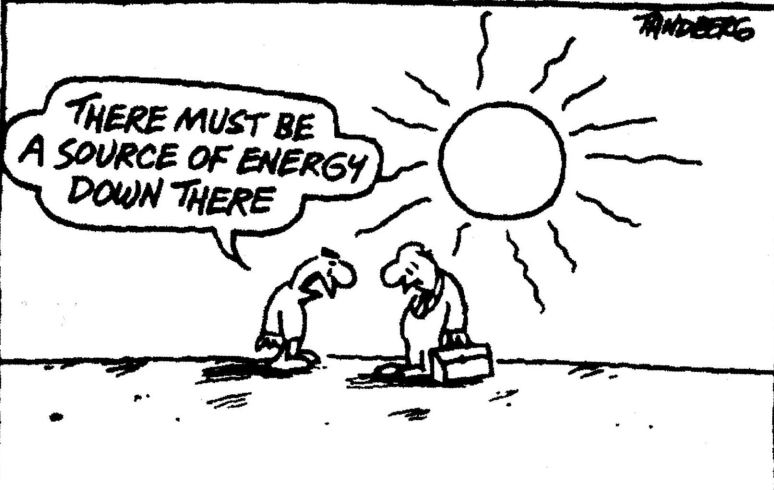 TANDBERG
THERE MUST BE
A SOURCE OF ENERGY
DOWN THERE